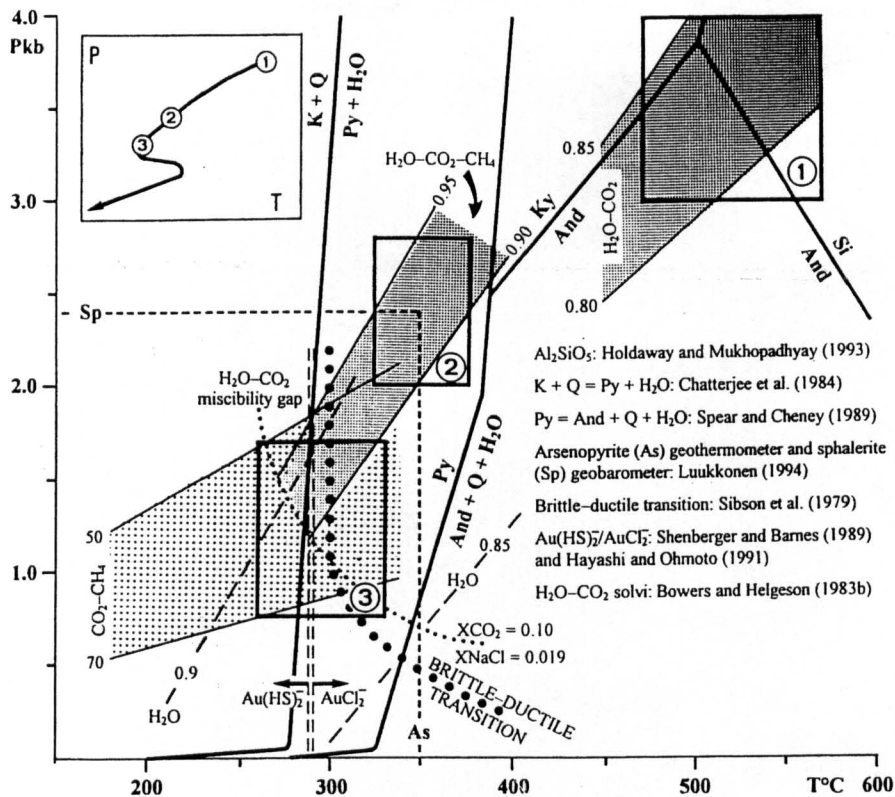 4.0
Pkb
3.0
2.0
1.0
P
T
1
2
3
K + Q
Py + H₂O
H₂O–CO₂–CH₄
0.95
0.90
Ky
And
0.85
H₂O–CO₂
0.80
1
Si
And
Sp
H₂O–CO₂
miscibility gap
2
Py
And + Q + H₂O
Al₂SiO₅: Holdaway and Mukhopadhyay (1993)
K + Q = Py + H₂O: Chatterjee et al. (1984)
Py = And + Q + H₂O: Spear and Cheney (1989)
Arsenopyrite (As) geothermometer and sphalerite
(Sp) geobarometer: Luukkonen (1994)
Brittle–ductile transition: Sibson et al. (1979)
Au(HS)₂⁻/AuCl₂⁻: Shenberger and Barnes (1989)
and Hayashi and Ohmoto (1991)
H₂O–CO₂ solvi: Bowers and Helgeson (1983b)
50
CO₂–CH₄
70
3
0.85
H₂O
XCO₂ = 0.10
XNaCl = 0.019
0.9
H₂O
Au(HS)₂⁻
AuCl₂⁻
BRITTLE–DUCTILE
TRANSITION
As
200
300
400
500
T°C
600